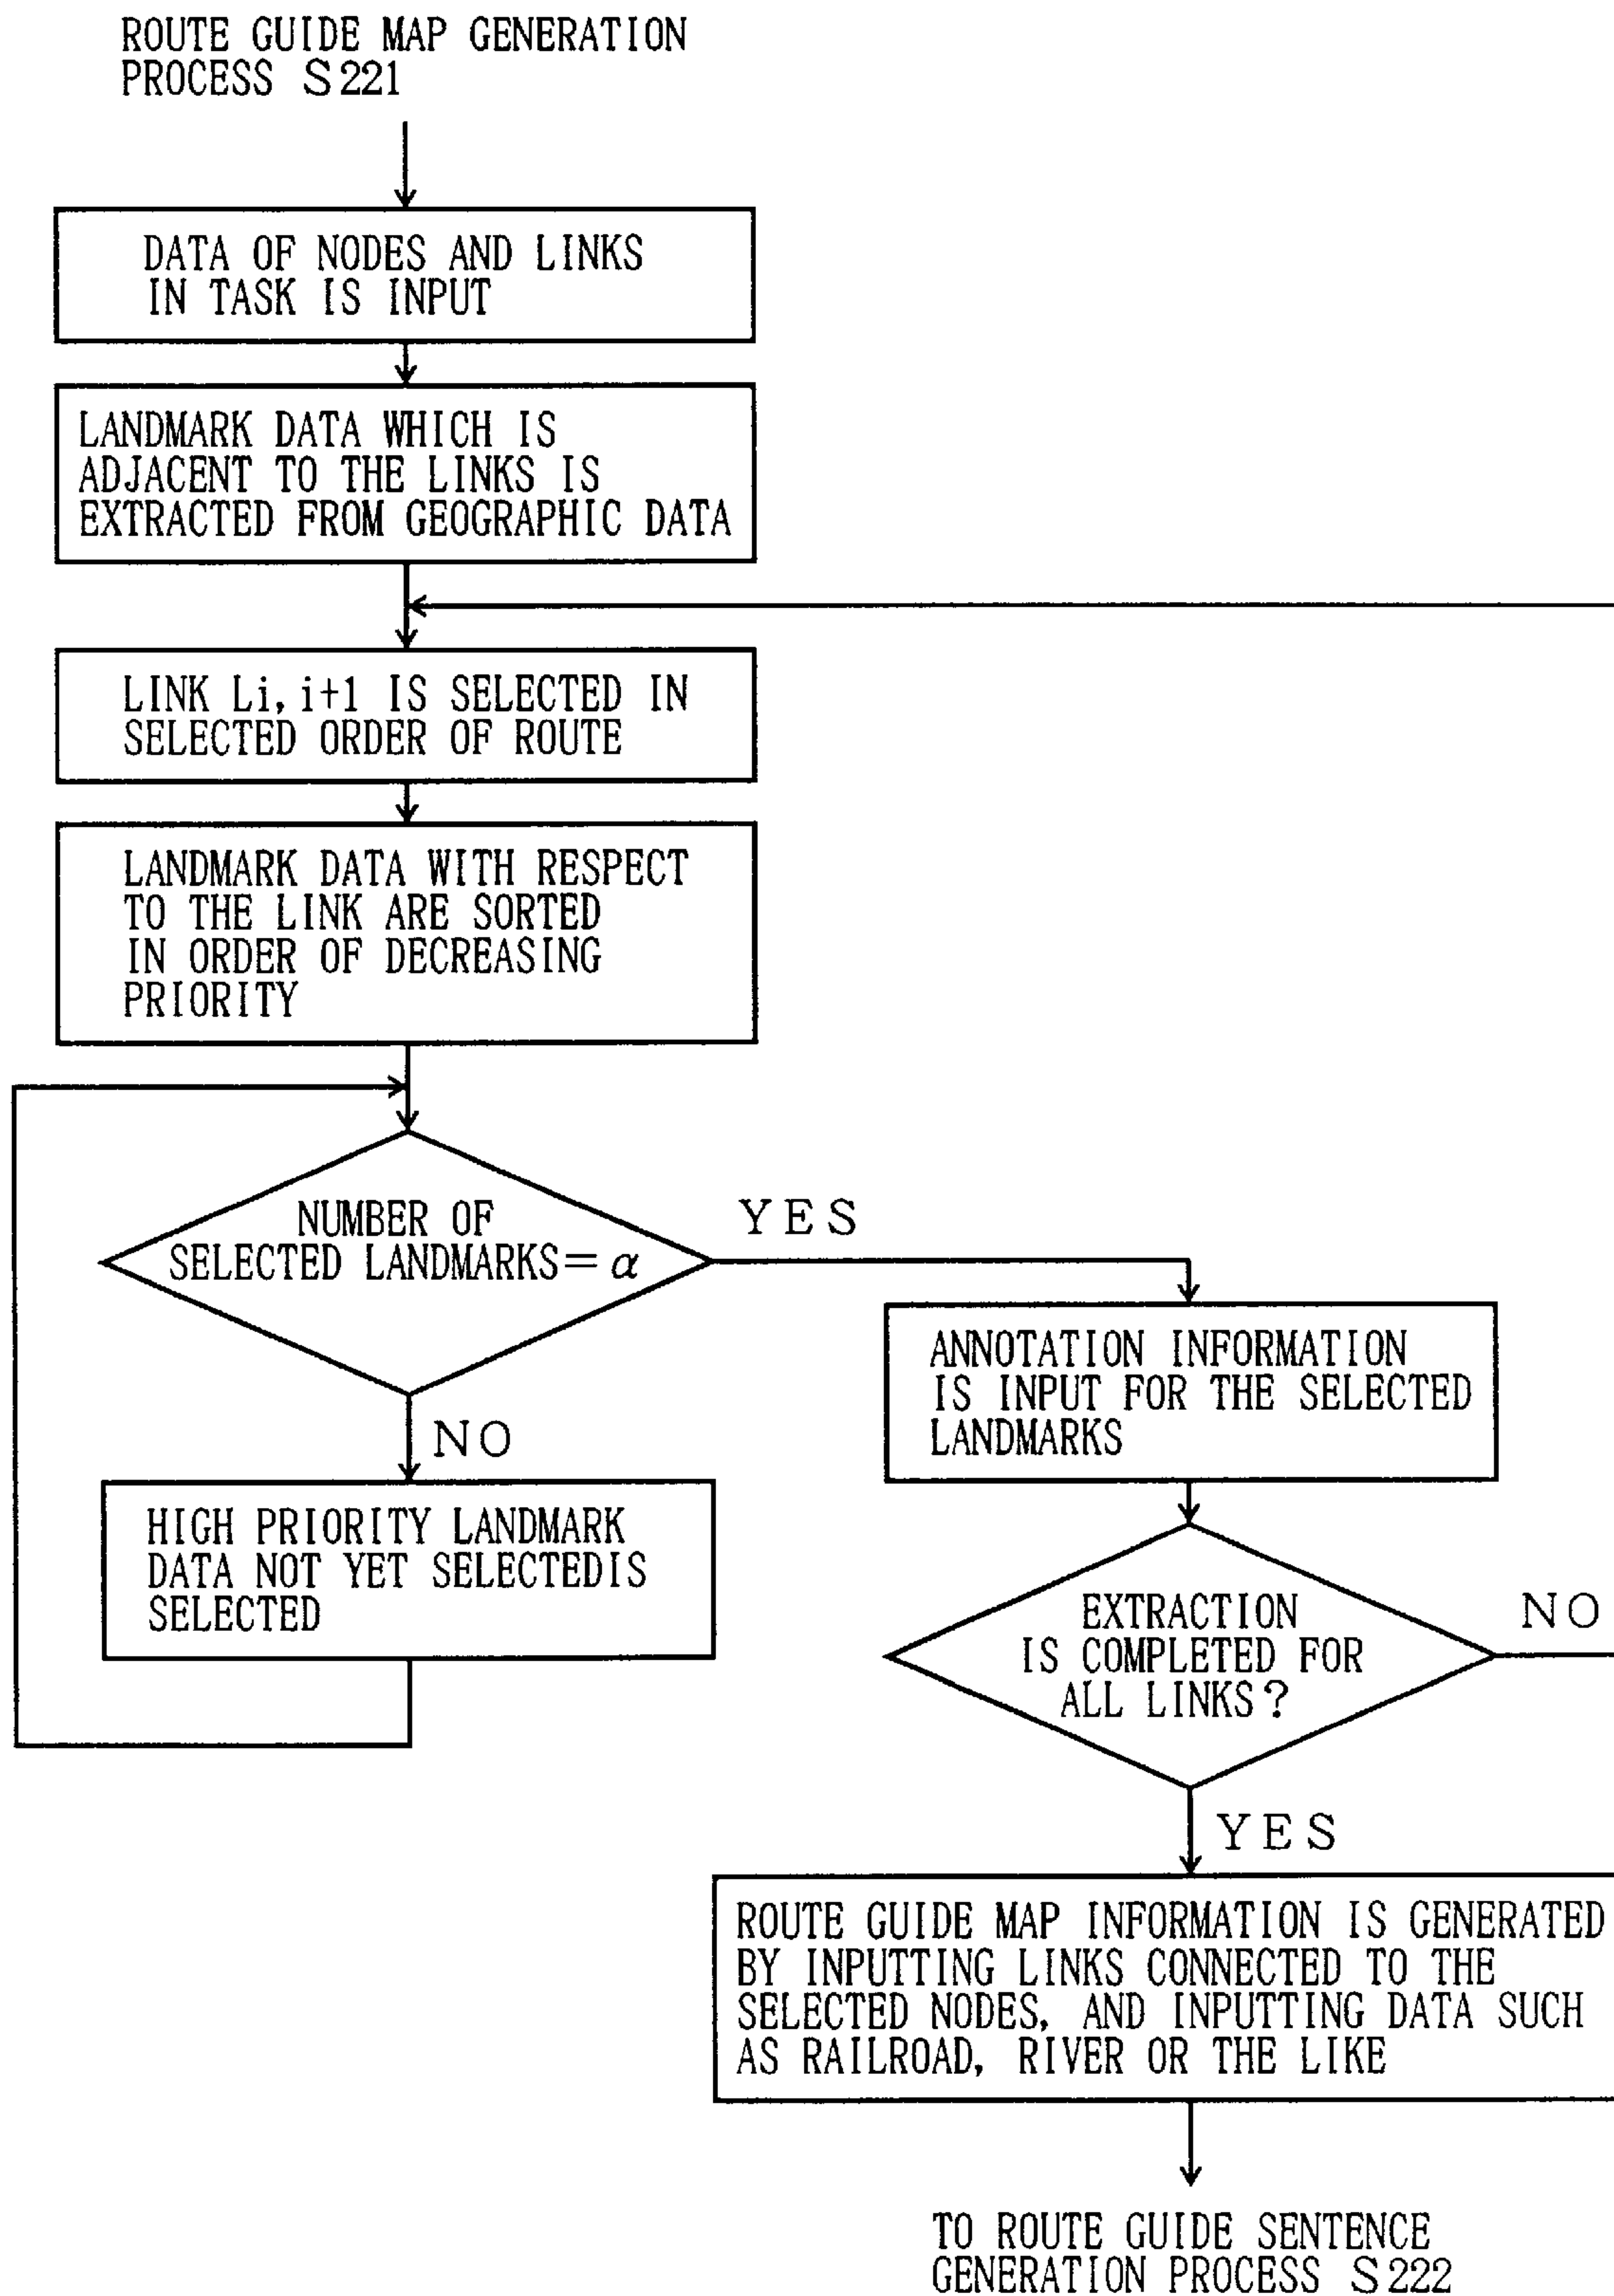 ROUTE GUIDE MAP GENERATION
PROCESS S221
DATA OF NODES AND LINKS
IN TASK IS INPUT
LANDMARK DATA WHICH IS
ADJACENT TO THE LINKS IS
EXTRACTED FROM GEOGRAPHIC DATA
LINK Li, i+1 IS SELECTED IN
SELECTED ORDER OF ROUTE
LANDMARK DATA WITH RESPECT
TO THE LINK ARE SORTED
IN ORDER OF DECREASING
PRIORITY
NUMBER OF
SELECTED LANDMARKS=α
YES
NO
HIGH PRIORITY LANDMARK
DATA NOT YET SELECTEDIS
SELECTED
ANNOTATION INFORMATION
IS INPUT FOR THE SELECTED
LANDMARKS
EXTRACTION
IS COMPLETED FOR
ALL LINKS?
NO
YES
ROUTE GUIDE MAP INFORMATION IS GENERATED
BY INPUTTING LINKS CONNECTED TO THE
SELECTED NODES, AND INPUTTING DATA SUCH
AS RAILROAD, RIVER OR THE LIKE
TO ROUTE GUIDE SENTENCE
GENERATION PROCESS S222